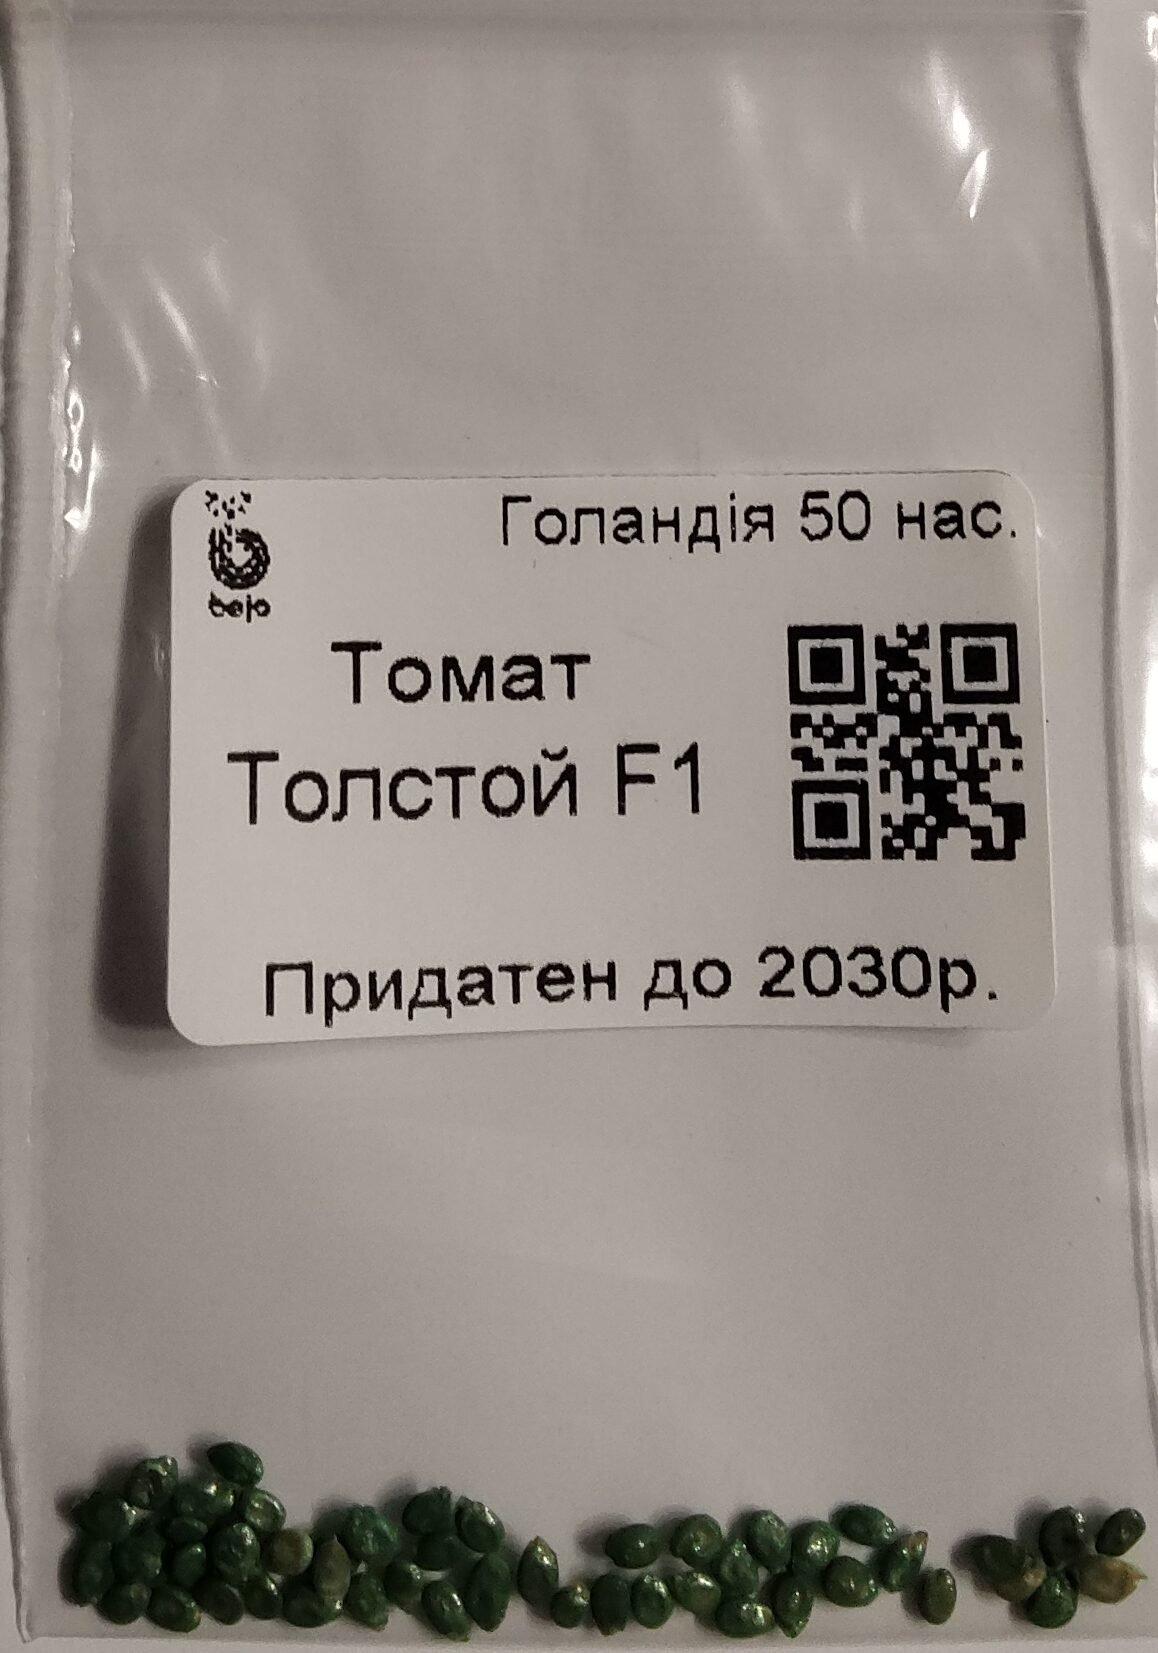 Голандія 50 нас.
bejo
Томат
Толстой F1
Придатен до 2030р.